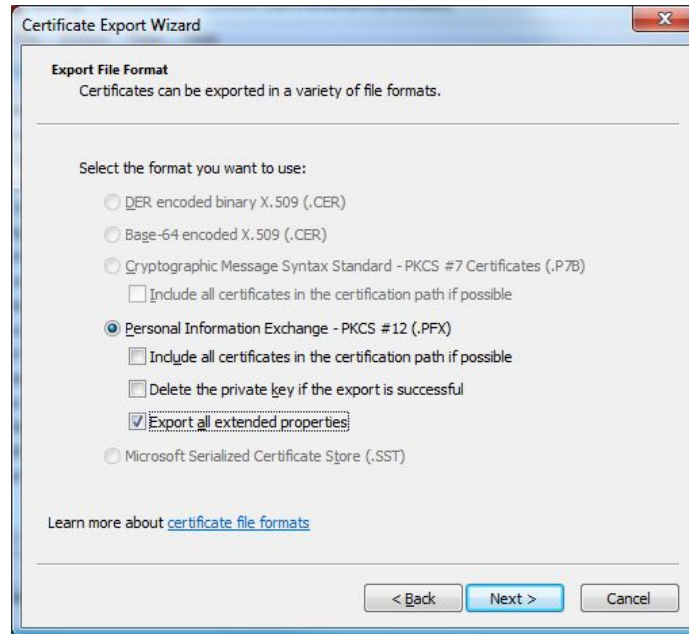 Certificate Export Wizard
Export File Format
Certificates can be exported in a variety of file formats.
Select the format you want to use:
DER encoded binary X.509 (.CER)
Base-64 encoded X.509 (.CER)
Cryptographic Message Syntax Standard - PKCS #7 Certificates (.P7B)
Include all certificates in the certification path if possible
Personal Information Exchange - PKCS #12 (.PFX)
Include all certificates in the certification path if possible
Delete the private key if the export is successful
Export all extended properties
Microsoft Serialized Certificate Store (.SST)
Learn more about certificate file formats
< Back Next > Cancel